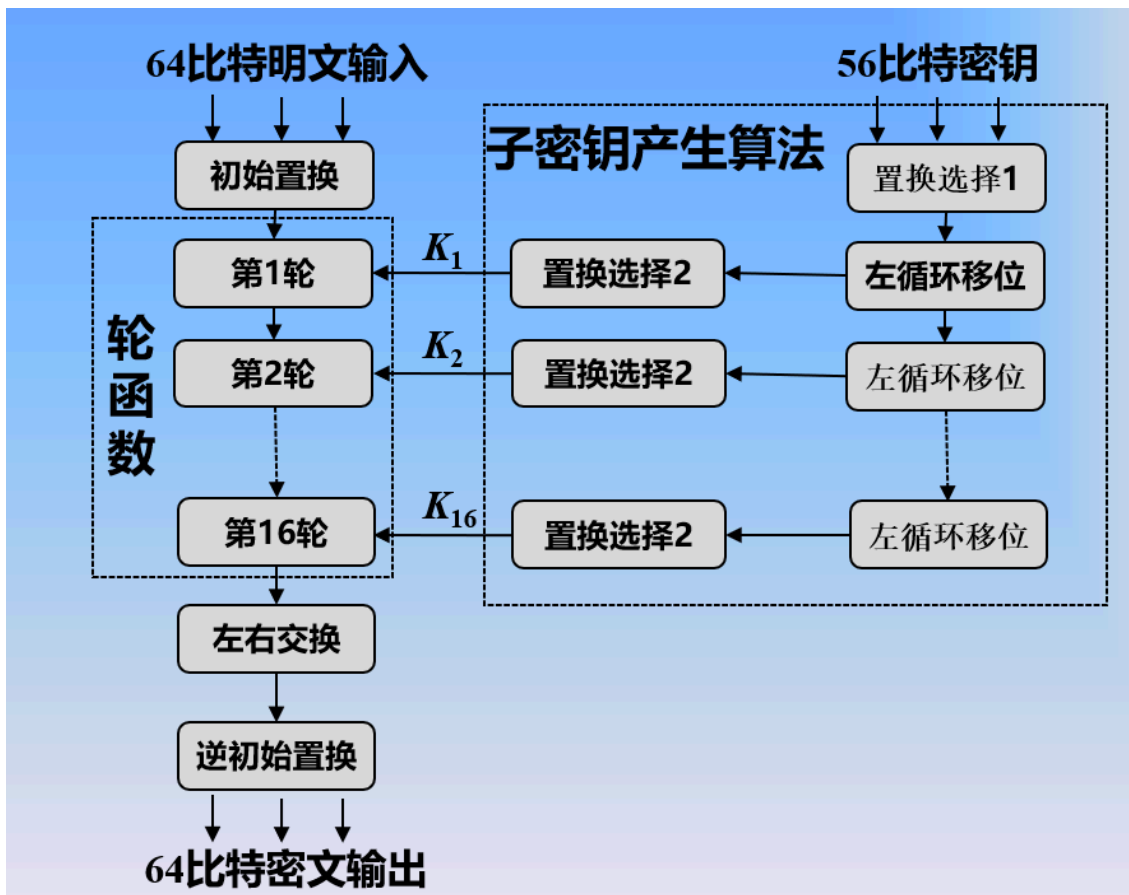 64比特明文输入
56比特密钥
子密钥产生算法
初始置换
置换选择1
轮函数
第1轮
K1
置换选择2
左循环移位
第2轮
K2
置换选择2
左循环移位
第16轮
K16
置换选择2
左循环移位
左右交换
逆初始置换
64比特密文输出